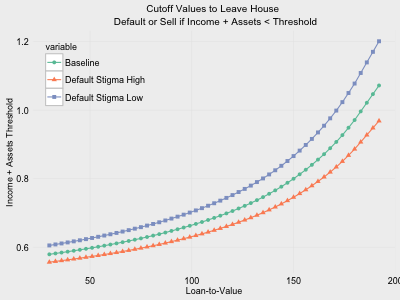 Cutoff Values to Leave House
Default or Sell if Income + Assets < Threshold
variable
Baseline
Default Stigma High
Default Stigma Low
Income + Assets Threshold
1.2
1.0
0.8
0.6
50
100
150
200
Loan-to-Value